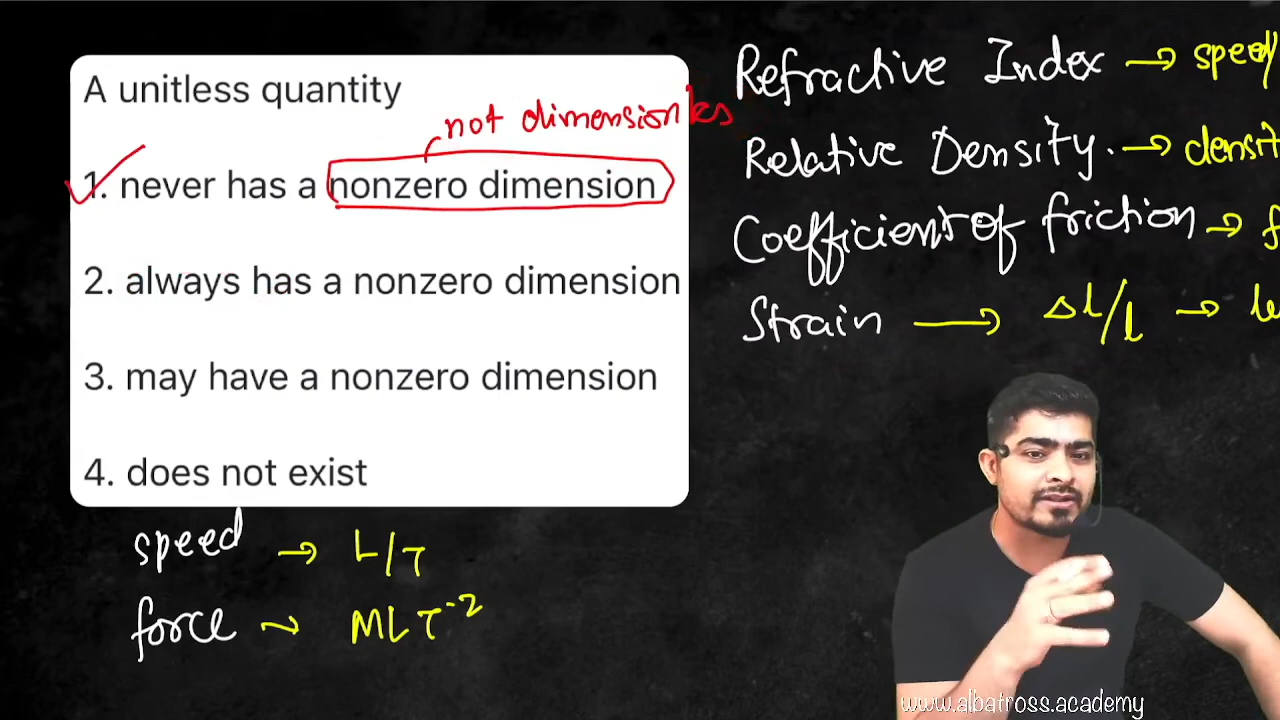 A unitless quantity
not dimensionles
1. never has a nonzero dimension
2. always has a nonzero dimension
3. may have a nonzero dimension
4. does not exist
speed → L/T
force → MLT⁻²
Refractive Index → speed/
Relative Density. → densit
Coefficient of friction → f
Strain → Δl/l → le
www.albatross.academy